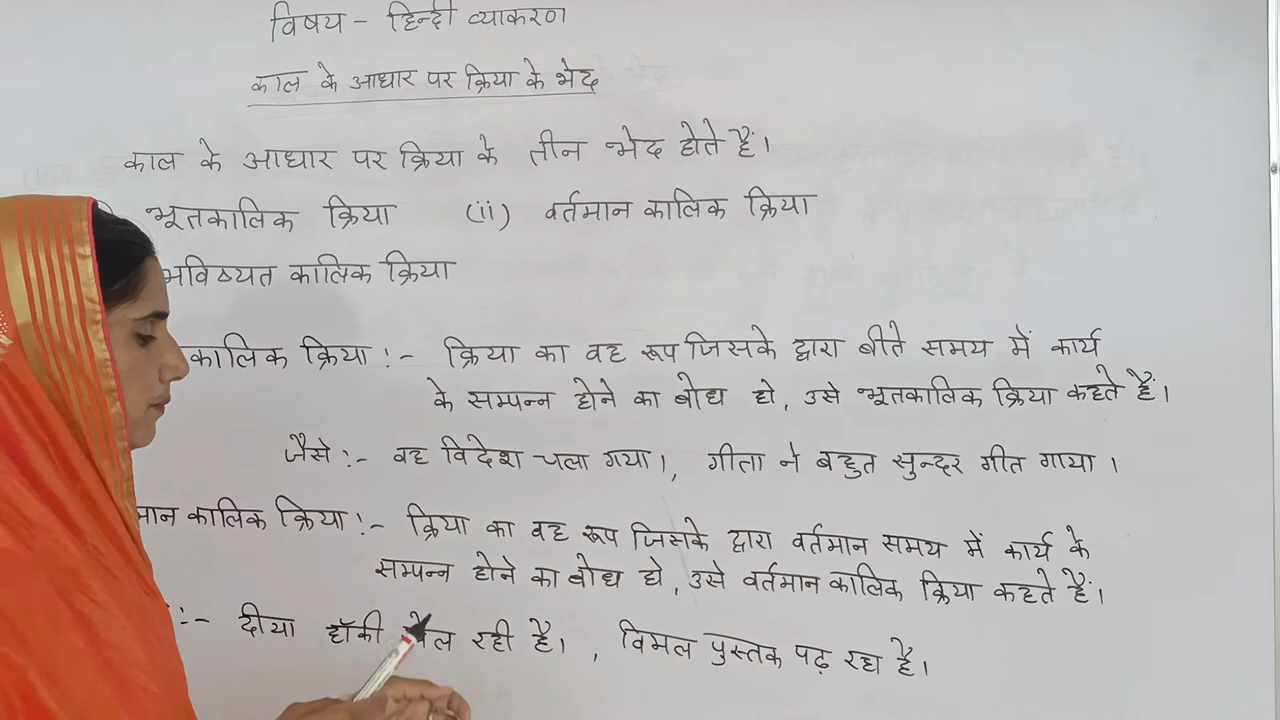 विषय - हिन्दी व्याकरण
काल के आधार पर क्रिया के भेद
काल के आधार पर क्रिया के तीन भेद होते हैं।
भूतकालिक क्रिया (ii) वर्तमान कालिक क्रिया
भविष्यत कालिक क्रिया
कालिक क्रिया :- क्रिया का वह रूप जिसके द्वारा बीते समय में कार्य
के सम्पन्न होने का बोध हो, उसे भूतकालिक क्रिया कहते हैं।
जैसे :- वह विदेश चला गया।, गीता ने बहुत सुन्दर गीत गाया।
मान कालिक क्रिया :- क्रिया का वह रूप जिसके द्वारा वर्तमान समय में कार्य के
सम्पन्न होने का बोध हो, उसे वर्तमान कालिक क्रिया कहते हैं।
:- दीया हॉकी खेल रही है। , विमल पुस्तक पढ़ रहा है।